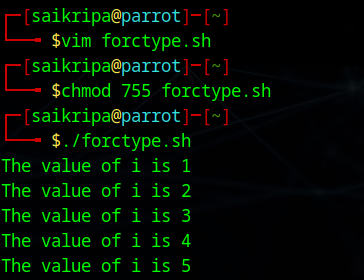 ┌─[saikripa@parrot]─[~]
└──╼ $vim forctype.sh
┌─[saikripa@parrot]─[~]
└──╼ $chmod 755 forctype.sh
┌─[saikripa@parrot]─[~]
└──╼ $./forctype.sh
The value of i is 1
The value of i is 2
The value of i is 3
The value of i is 4
The value of i is 5